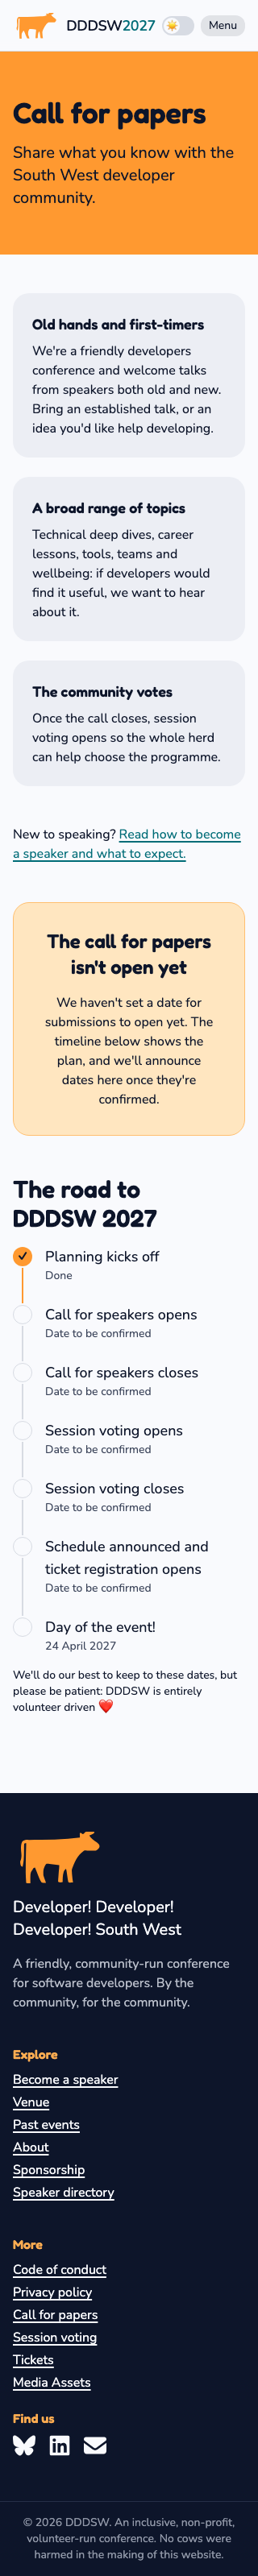 DDDSW2027
Menu
Call for papers
Share what you know with the
South West developer
community.
Old hands and first-timers
We're a friendly developers
conference and welcome talks
from speakers both old and new.
Bring an established talk, or an
idea you'd like help developing.
A broad range of topics
Technical deep dives, career
lessons, tools, teams and
wellbeing: if developers would
find it useful, we want to hear
about it.
The community votes
Once the call closes, session
voting opens so the whole herd
can help choose the programme.
New to speaking? Read how to become
a speaker and what to expect.
The call for papers
isn't open yet
We haven't set a date for
submissions to open yet. The
timeline below shows the
plan, and we'll announce
dates here once they're
confirmed.
The road to
DDDSW 2027
Planning kicks off
Done
Call for speakers opens
Date to be confirmed
Call for speakers closes
Date to be confirmed
Session voting opens
Date to be confirmed
Session voting closes
Date to be confirmed
Schedule announced and
ticket registration opens
Date to be confirmed
Day of the event!
24 April 2027
We'll do our best to keep to these dates, but
please be patient: DDDSW is entirely
volunteer driven ❤️
Developer! Developer!
Developer! South West
A friendly, community-run conference
for software developers. By the
community, for the community.
Explore
Become a speaker
Venue
Past events
About
Sponsorship
Speaker directory
More
Code of conduct
Privacy policy
Call for papers
Session voting
Tickets
Media Assets
Find us
© 2026 DDDSW. An inclusive, non-profit,
volunteer-run conference. No cows were
harmed in the making of this website.